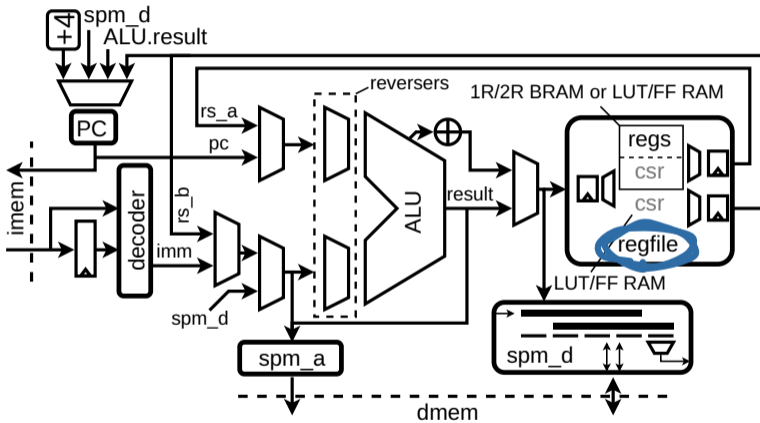 +4
spm_d
ALU.result
PC
imem
decoder
rs_a
pc
rs_b
imm
spm_d
reversers
ALU
result
1R/2R BRAM or LUT/FF RAM
regs
csr
csr
regfile
LUT/FF RAM
spm_a
spm_d
dmem